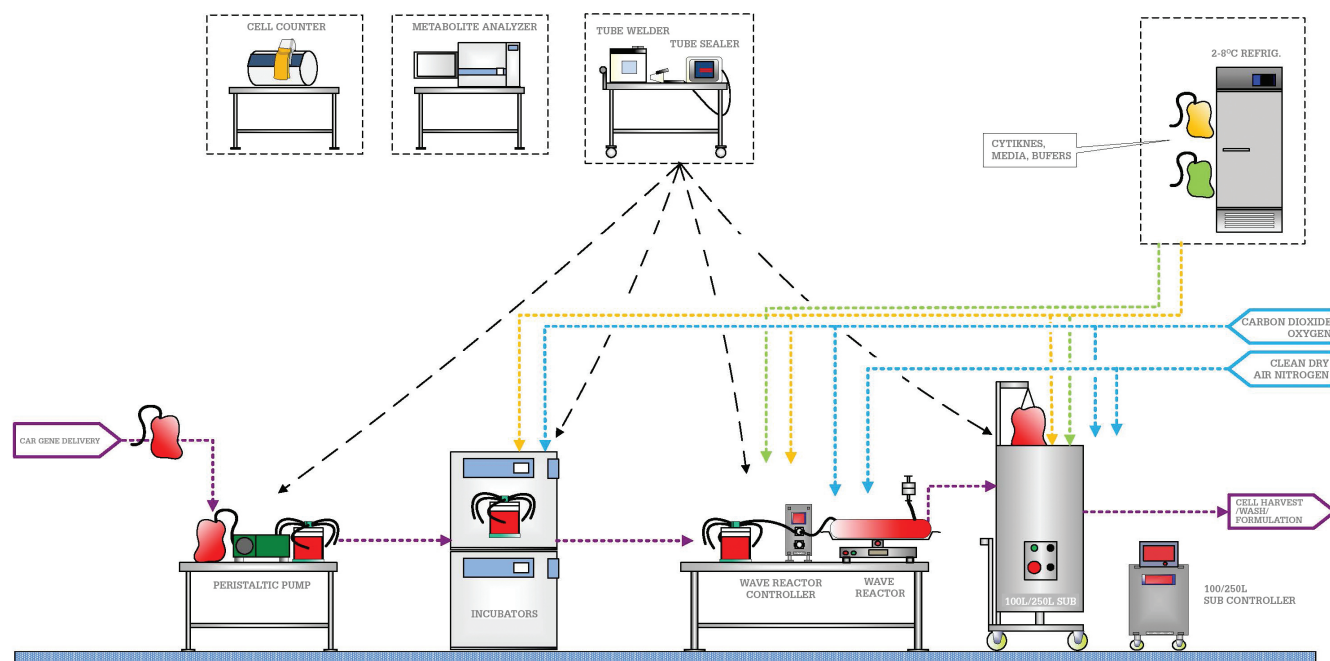 CELL COUNTER
METABOLITE ANALYZER
TUBE WELDER
TUBE SEALER
2-8ºC REFRIG.
CYTIKNES,
MEDIA, BUFERS
CARBON DIOXIDE
OXYGEN
CLEAN DRY
AIR NITROGEN
CAR GENE DELIVERY
CELL HARVEST
/WASH/
FORMULATION
PERISTALTIC PUMP
INCUBATORS
WAVE REACTOR
CONTROLLER
WAVE
REACTOR
100L/250L SUB
100/250L
SUB CONTROLLER